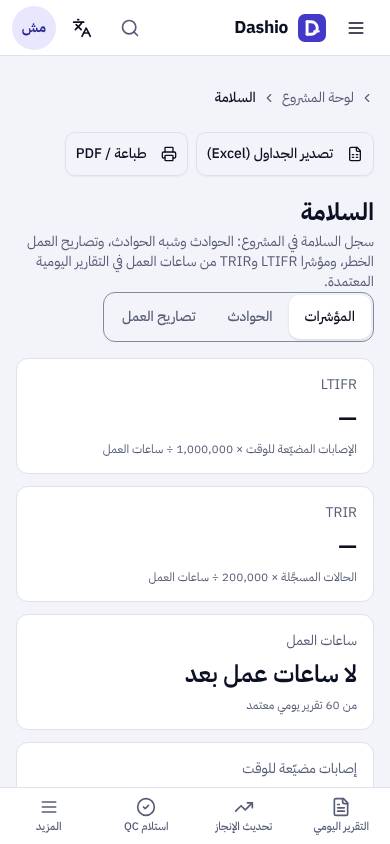 Dashio
مش
لوحة المشروع
السلامة
تصدير الجداول (Excel)
طباعة / PDF
السلامة
سجل السلامة في المشروع: الحوادث وشبه الحوادث، وتصاريح العمل
الخطر، ومؤشرا LTIFR وTRIR من ساعات العمل في التقارير اليومية
المعتمدة.
المؤشرات
الحوادث
تصاريح العمل
LTIFR
—
الإصابات المضيّعة للوقت × 1,000,000 ÷ ساعات العمل
TRIR
—
الحالات المسجَّلة × 200,000 ÷ ساعات العمل
ساعات العمل
لا ساعات عمل بعد
من 60 تقرير يومي معتمد
إصابات مضيّعة للوقت
التقرير اليومي
تحديث الإنجاز
استلام QC
المزيد